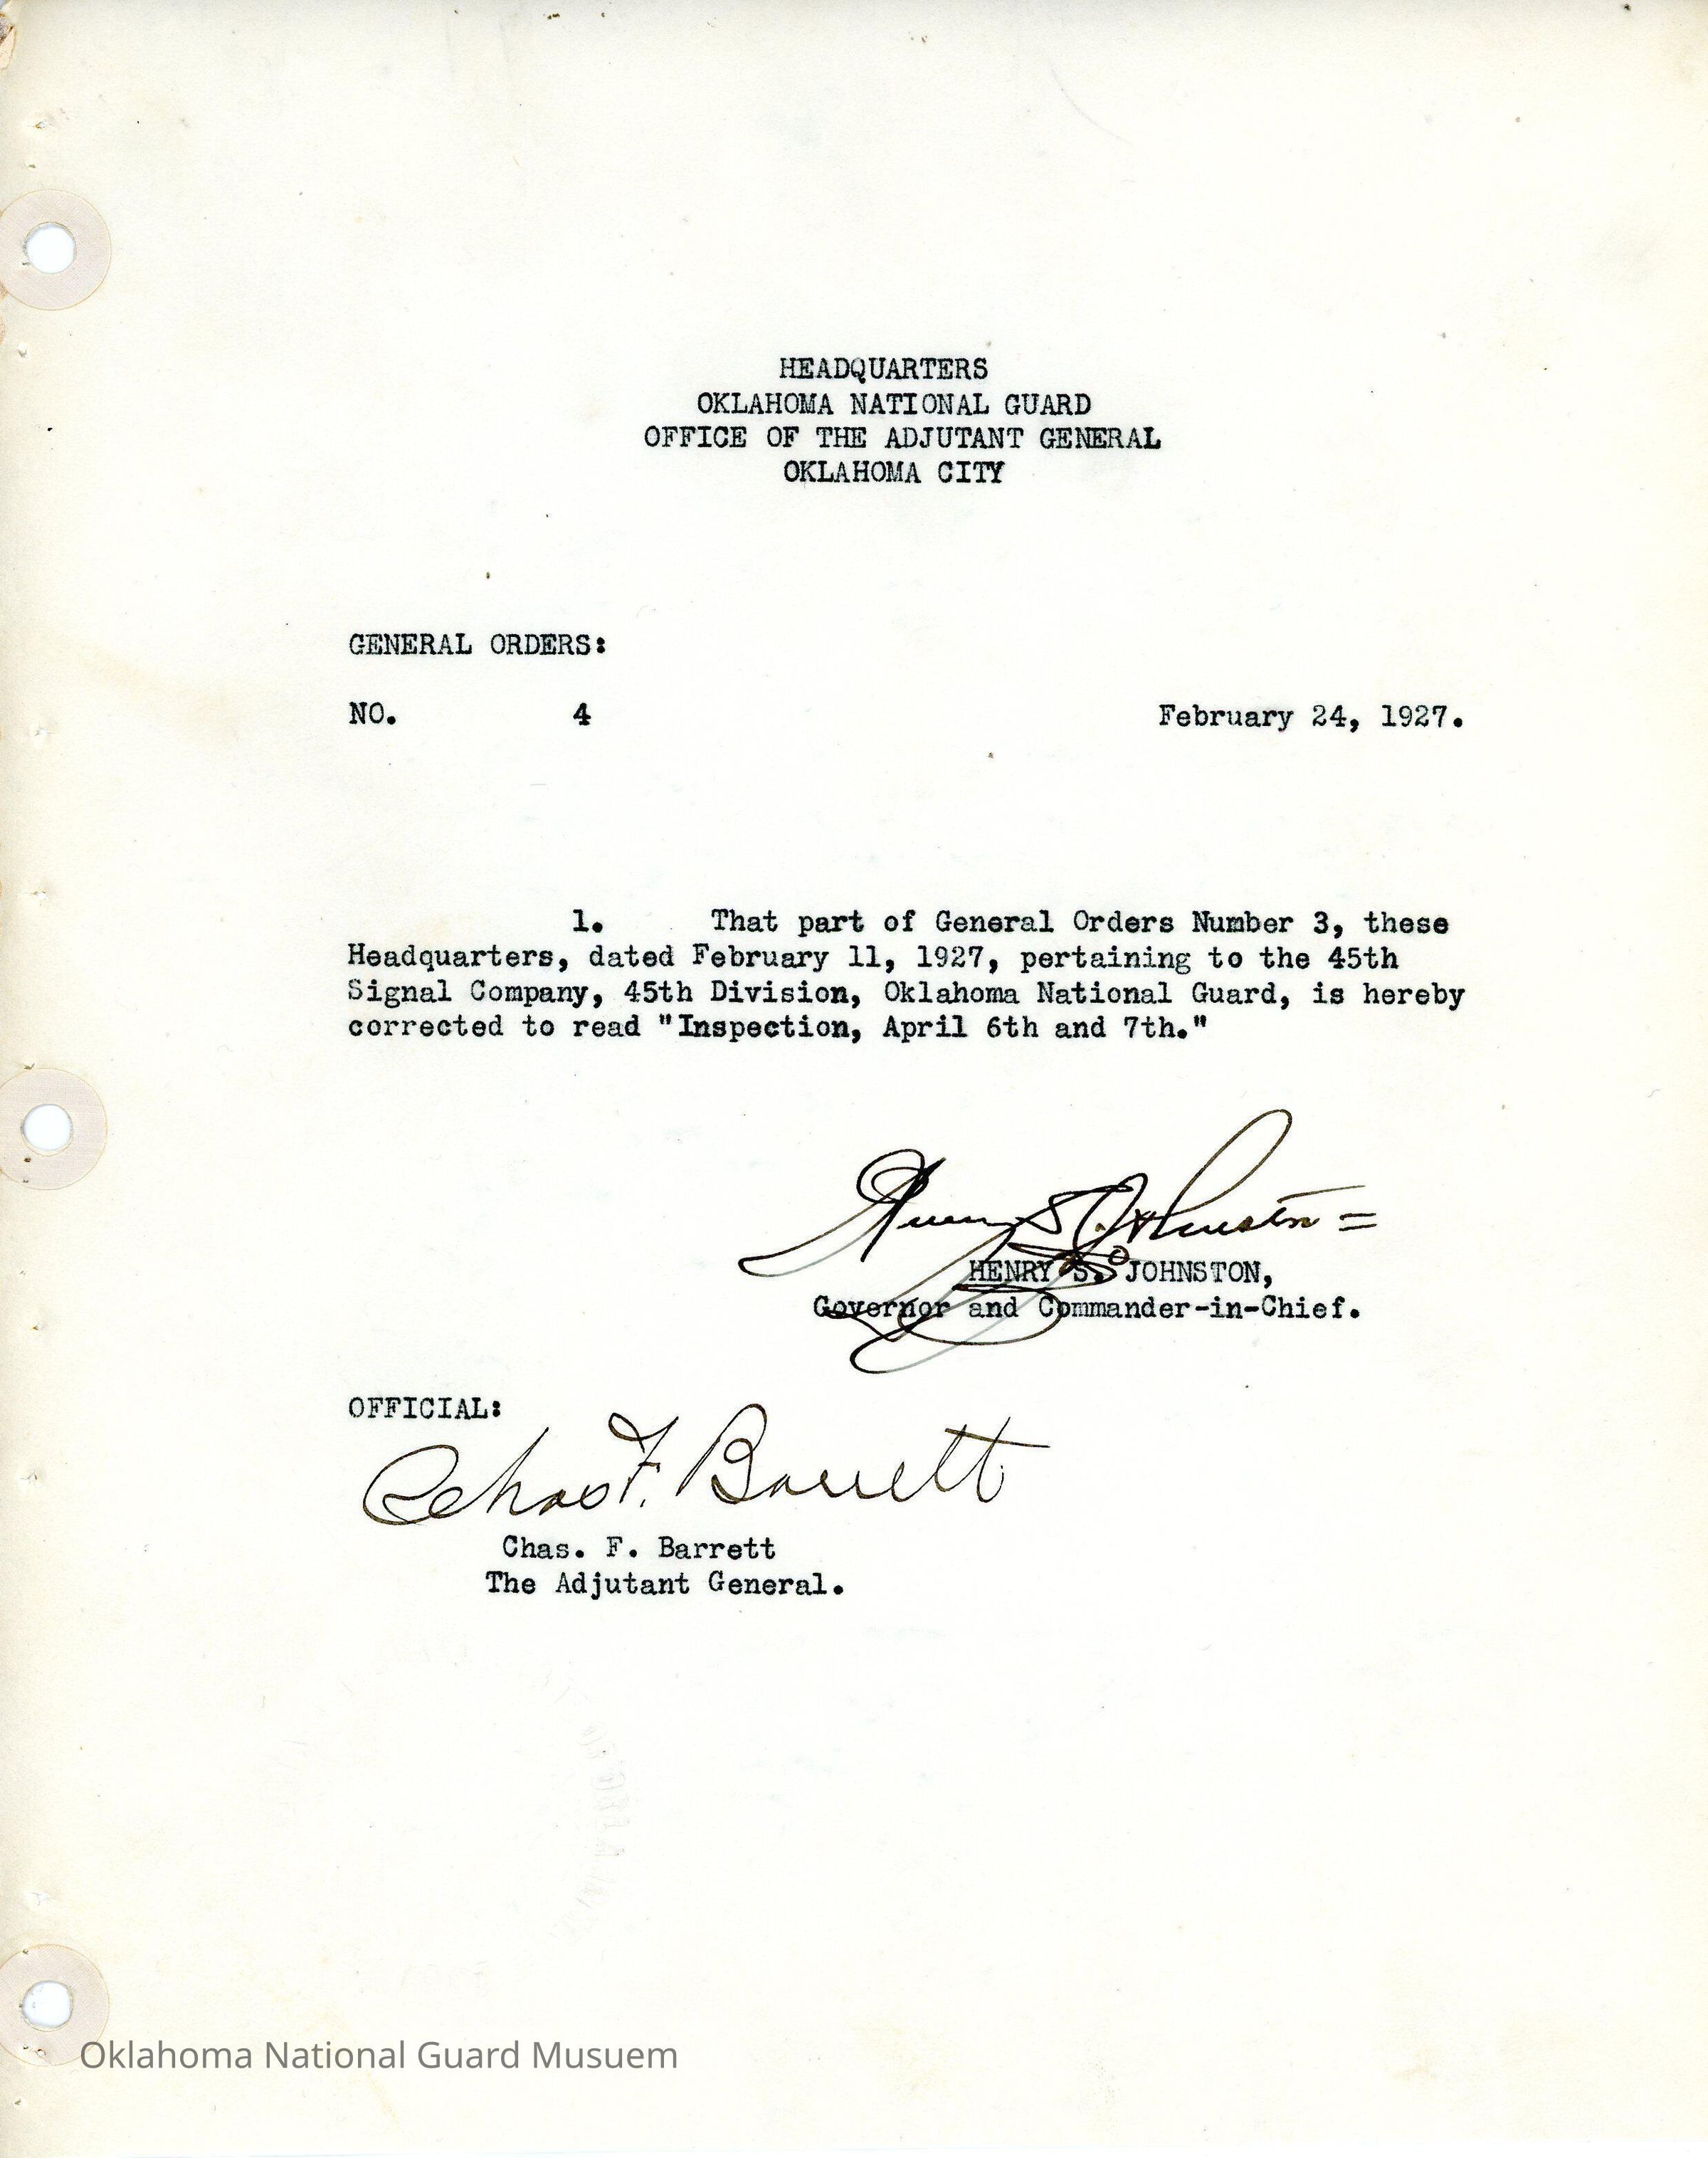 HEADQUARTERS
OKLAHOMA NATIONAL GUARD
OFFICE OF THE ADJUTANT GENERAL
OKLAHOMA CITY
GENERAL ORDERS:
NO. 4 February 24, 1927.
1. That part of General Orders Number 3, these
Headquarters, dated February 11, 1927, pertaining to the 45th
Signal Company, 45th Division, Oklahoma National Guard, is hereby
corrected to read "Inspection, April 6th and 7th."
Henry S. Johnston =
HENRY S. JOHNSTON,
Governor and Commander-in-Chief.
OFFICIAL:
Chas F. Barrett
Chas. F. Barrett
The Adjutant General.
Oklahoma National Guard Musuem